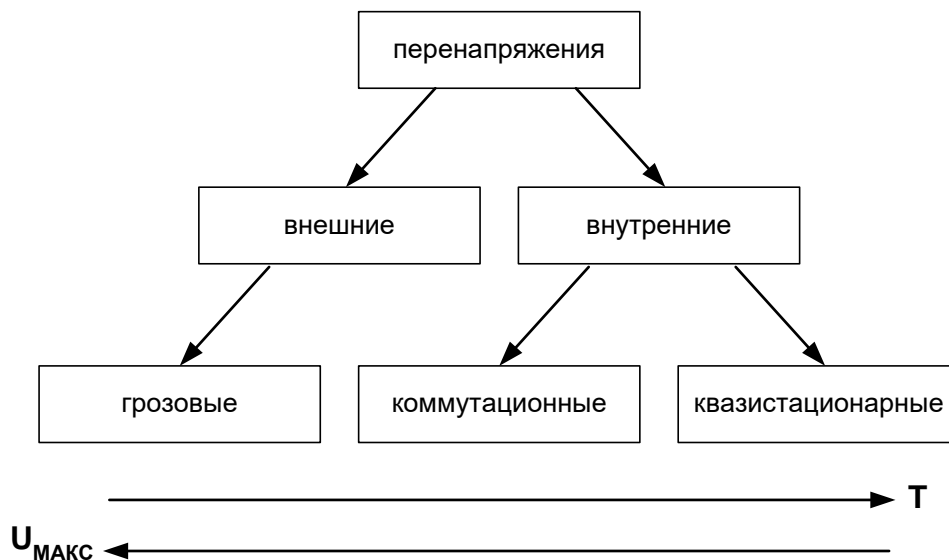 перенапряжения
внешние
внутренние
грозовые
коммутационные
квазистационарные
T
UМАКС